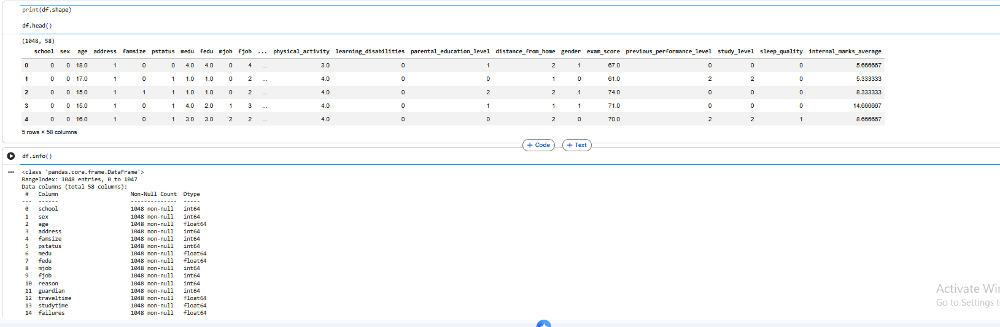 print(df.shape)
df.head()
(1048, 58)
school sex age address famsize pstatus medu fedu mjob fjob ... physical_activity learning_disabilities parental_education_level distance_from_home gender exam_score previous_performance_level study_level sleep_quality internal_marks_average
0 0 0 18.0 1 0 0 4.0 4.0 0 4 ... 3.0 0 1 2 1 67.0 0 0 0 5.666667
1 0 0 17.0 1 0 1 1.0 1.0 0 2 ... 4.0 0 0 1 0 61.0 2 2 0 5.333333
2 0 0 15.0 1 1 1 1.0 1.0 0 2 ... 4.0 0 2 2 1 74.0 0 0 0 8.333333
3 0 0 15.0 1 0 1 4.0 2.0 1 3 ... 4.0 0 1 1 1 71.0 0 0 0 14.666667
4 0 0 16.0 1 0 1 3.0 3.0 2 2 ... 4.0 0 0 2 0 70.0 2 2 1 8.666667
5 rows × 58 columns
+ Code + Text
df.info()
... <class 'pandas.core.frame.DataFrame'>
RangeIndex: 1048 entries, 0 to 1047
Data columns (total 58 columns):
# Column Non-Null Count Dtype
--- ------ -------------- -----
0 school 1048 non-null int64
1 sex 1048 non-null int64
2 age 1048 non-null float64
3 address 1048 non-null int64
4 famsize 1048 non-null int64
5 pstatus 1048 non-null int64
6 medu 1048 non-null float64
7 fedu 1048 non-null float64
8 mjob 1048 non-null int64
9 fjob 1048 non-null int64
10 reason 1048 non-null int64
11 guardian 1048 non-null int64
12 traveltime 1048 non-null float64
13 studytime 1048 non-null float64
14 failures 1048 non-null float64
Activate Wi
Go to Settings t